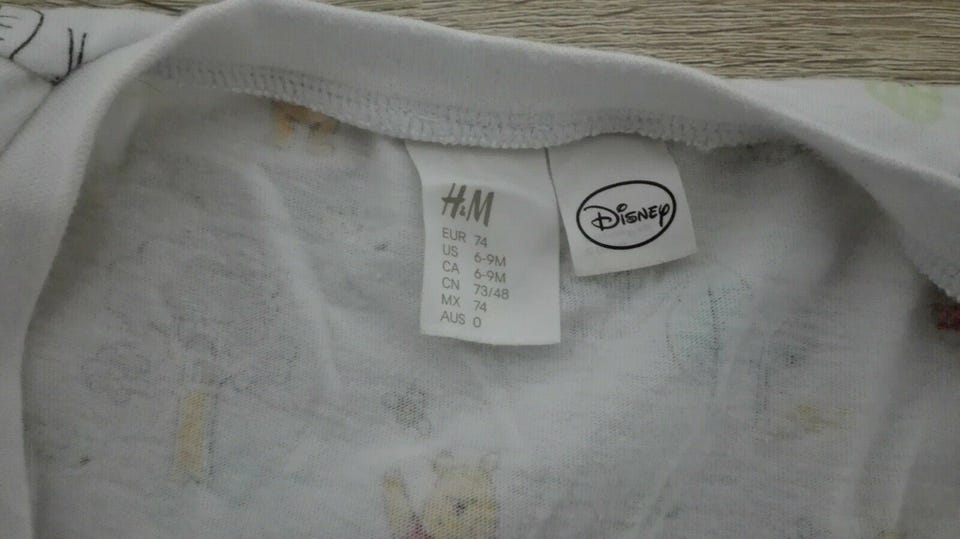 H&M
EUR 74
US 6-9M
CA 6-9M
CN 73/48
MX 74
AUS 0
Disney